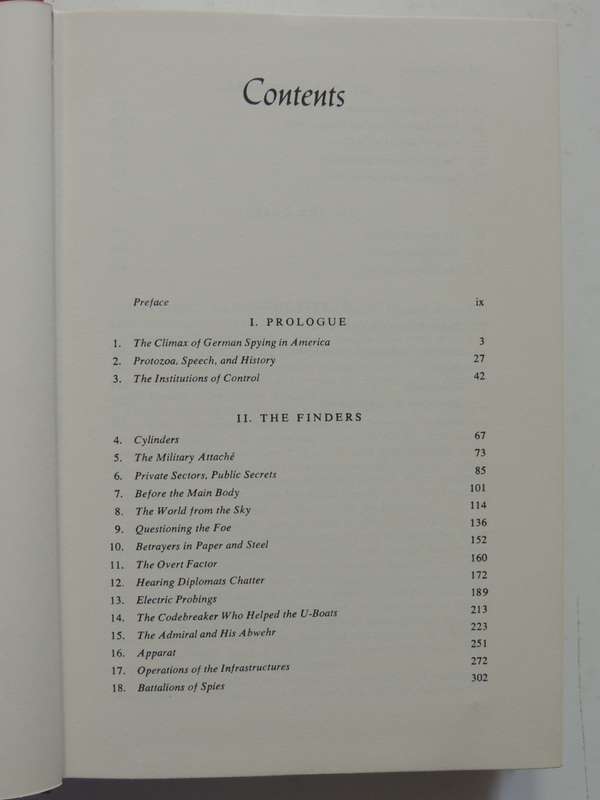 Contents
Preface ix
I. PROLOGUE
1. The Climax of German Spying in America 3
2. Protozoa, Speech, and History 27
3. The Institutions of Control 42
II. THE FINDERS
4. Cylinders 67
5. The Military Attaché 73
6. Private Sectors, Public Secrets 85
7. Before the Main Body 101
8. The World from the Sky 114
9. Questioning the Foe 136
10. Betrayers in Paper and Steel 152
11. The Overt Factor 160
12. Hearing Diplomats Chatter 172
13. Electric Probings 189
14. The Codebreaker Who Helped the U-Boats 213
15. The Admiral and His Abwehr 223
16. Apparat 251
17. Operations of the Infrastructures 272
18. Battalions of Spies 302